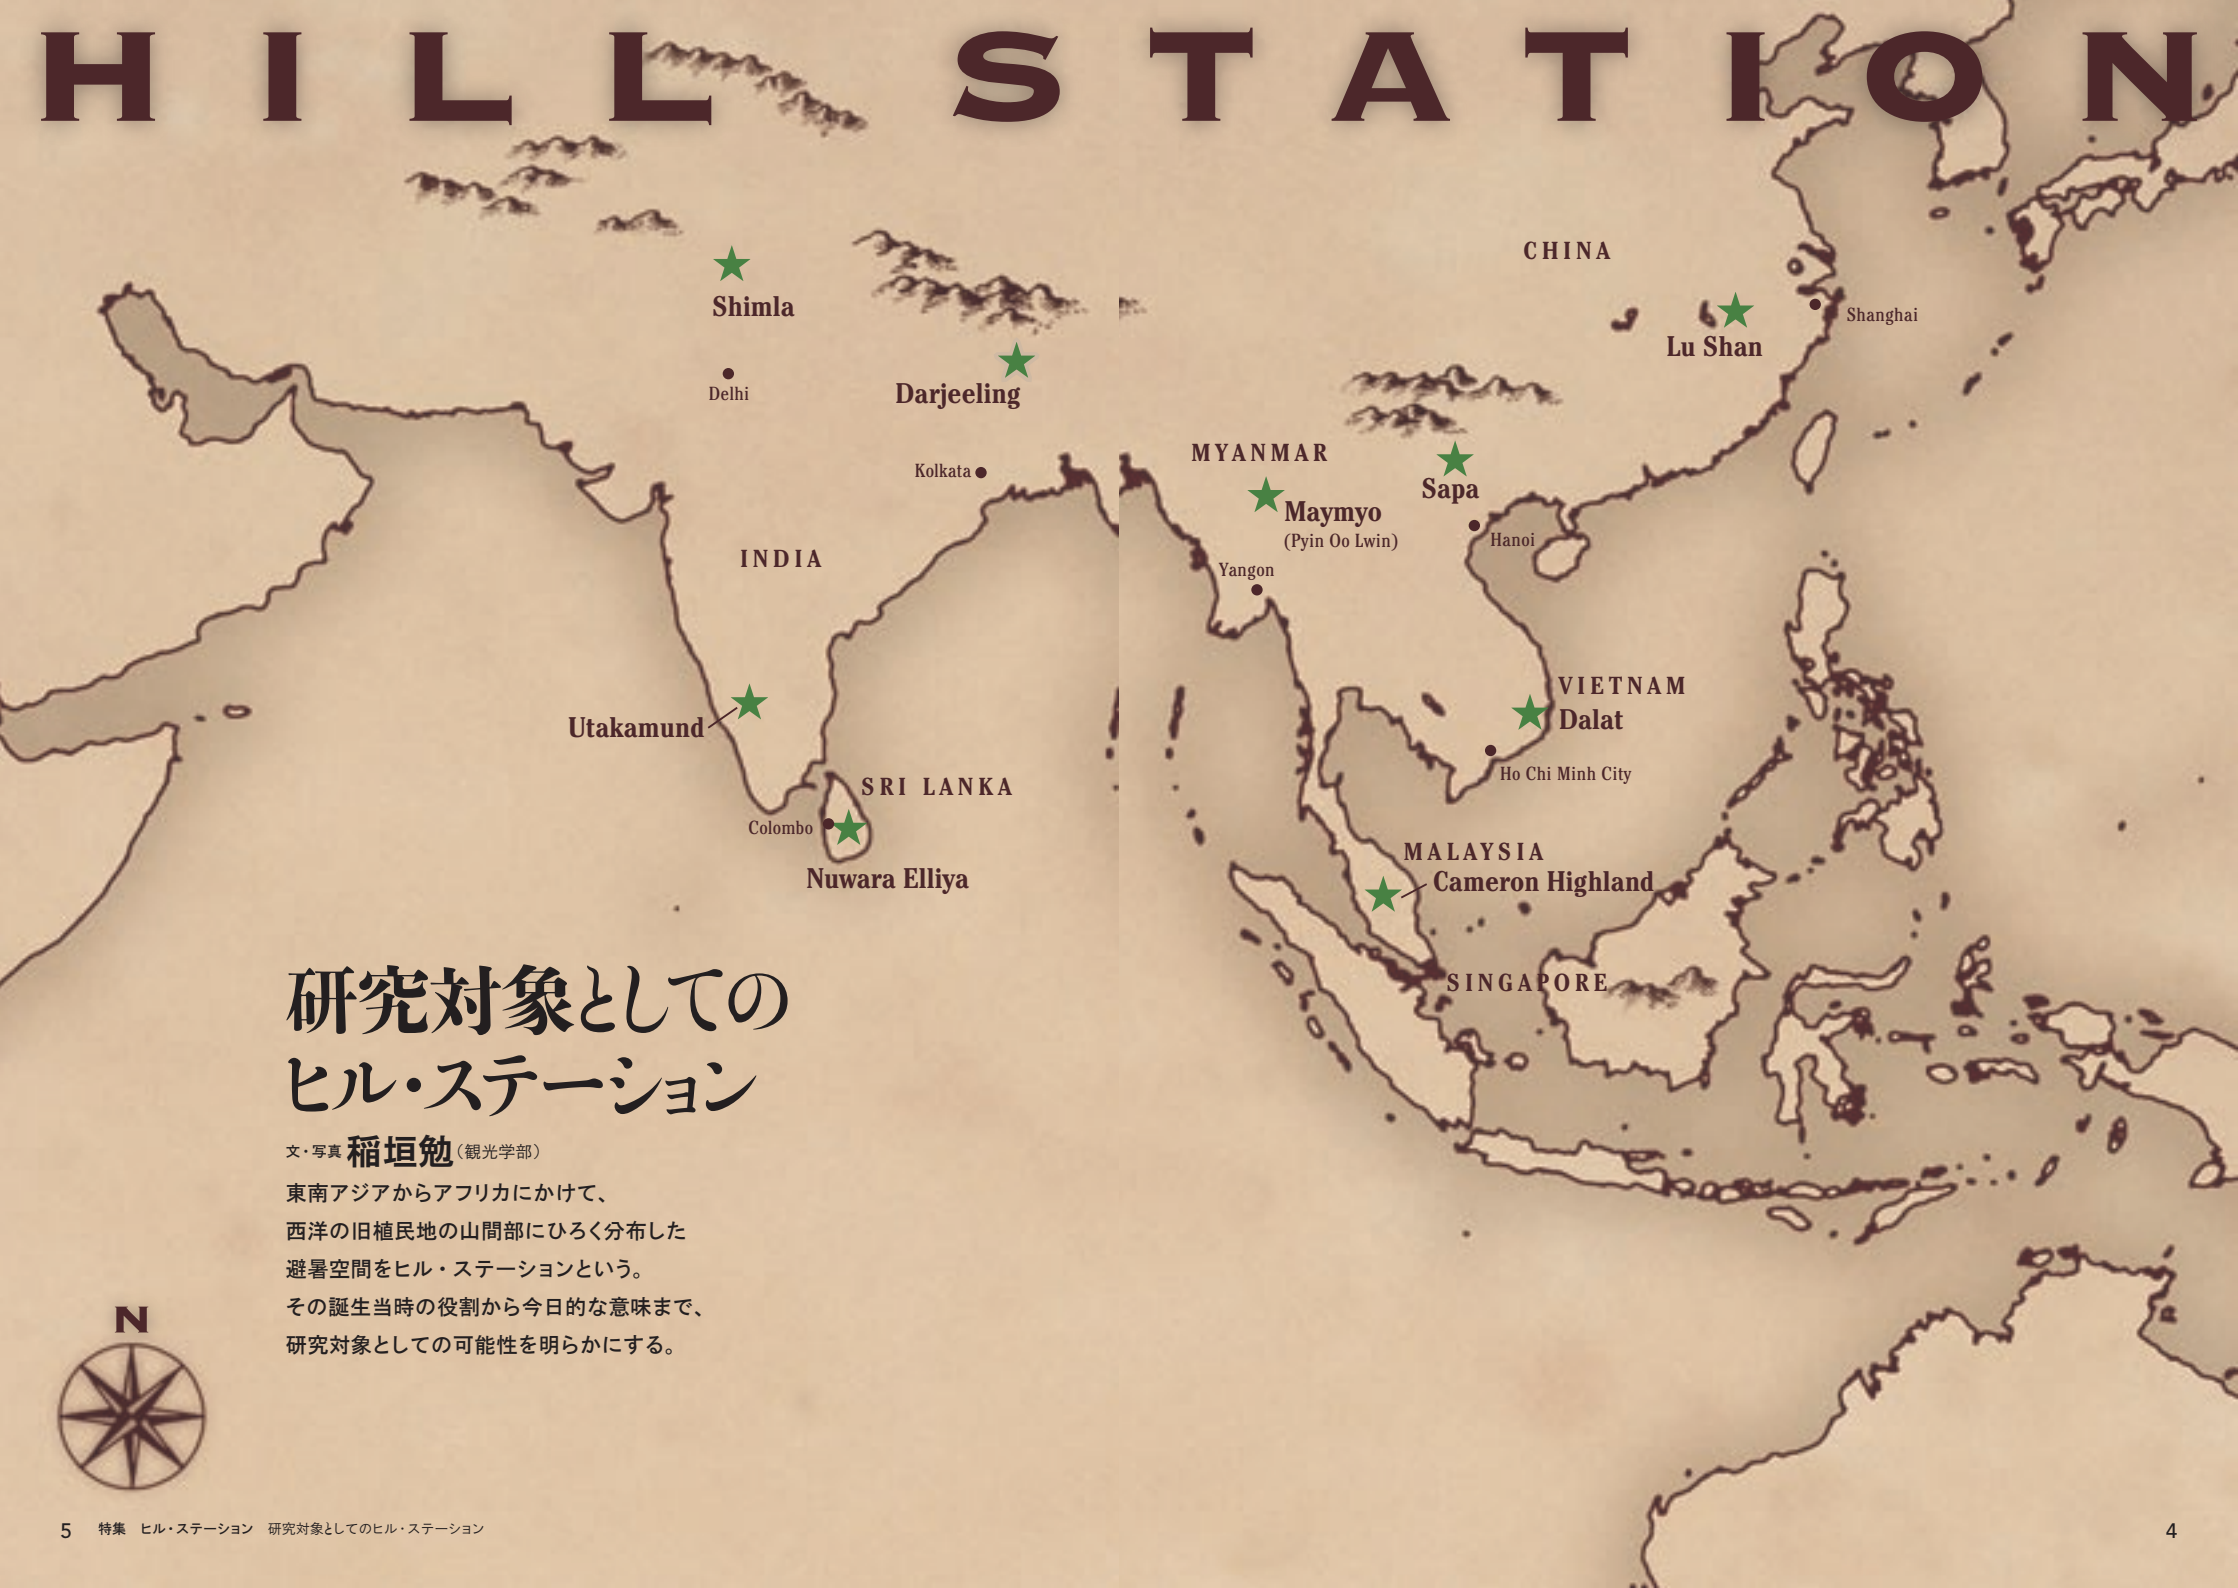 HILL STATION
CHINA
Shimla
Lu Shan
Shanghai
Delhi
Darjeeling
MYANMAR
Kolkata
Sapa
Maymyo
(Pyin Oo Lwin)
Hanoi
INDIA
Yangon
VIETNAM
Dalat
Utakamund
Ho Chi Minh City
SRI LANKA
Colombo
MALAYSIA
Nuwara Elliya
Cameron Highland
SINGAPORE
研究対象としての
ヒル・ステーション
文・写真 稲垣勉（観光学部）
東南アジアからアフリカにかけて、
西洋の旧植民地の山間部にひろく分布した
避暑空間をヒル・ステーションという。
その誕生当時の役割から今日的な意味まで、
研究対象としての可能性を明らかにする。
N
5 特集 ヒル・ステーション 研究対象としてのヒル・ステーション
4